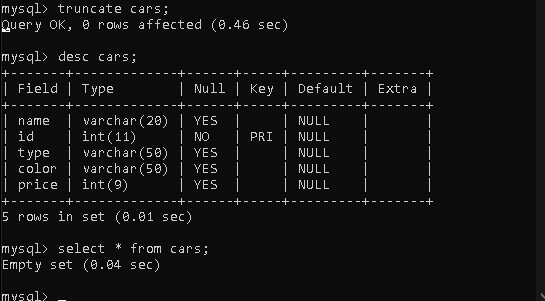 mysql> truncate cars;
Query OK, 0 rows affected (0.46 sec)
mysql> desc cars;
+-------+-------------+------+-----+---------+-------+
| Field | Type        | Null | Key | Default | Extra |
+-------+-------------+------+-----+---------+-------+
| name  | varchar(20) | YES  |     | NULL    |       |
| id    | int(11)     | NO   | PRI | NULL    |       |
| type  | varchar(50) | YES  |     | NULL    |       |
| color | varchar(50) | YES  |     | NULL    |       |
| price | int(9)      | YES  |     | NULL    |       |
+-------+-------------+------+-----+---------+-------+
5 rows in set (0.01 sec)
mysql> select * from cars;
Empty set (0.04 sec)
mysql> _